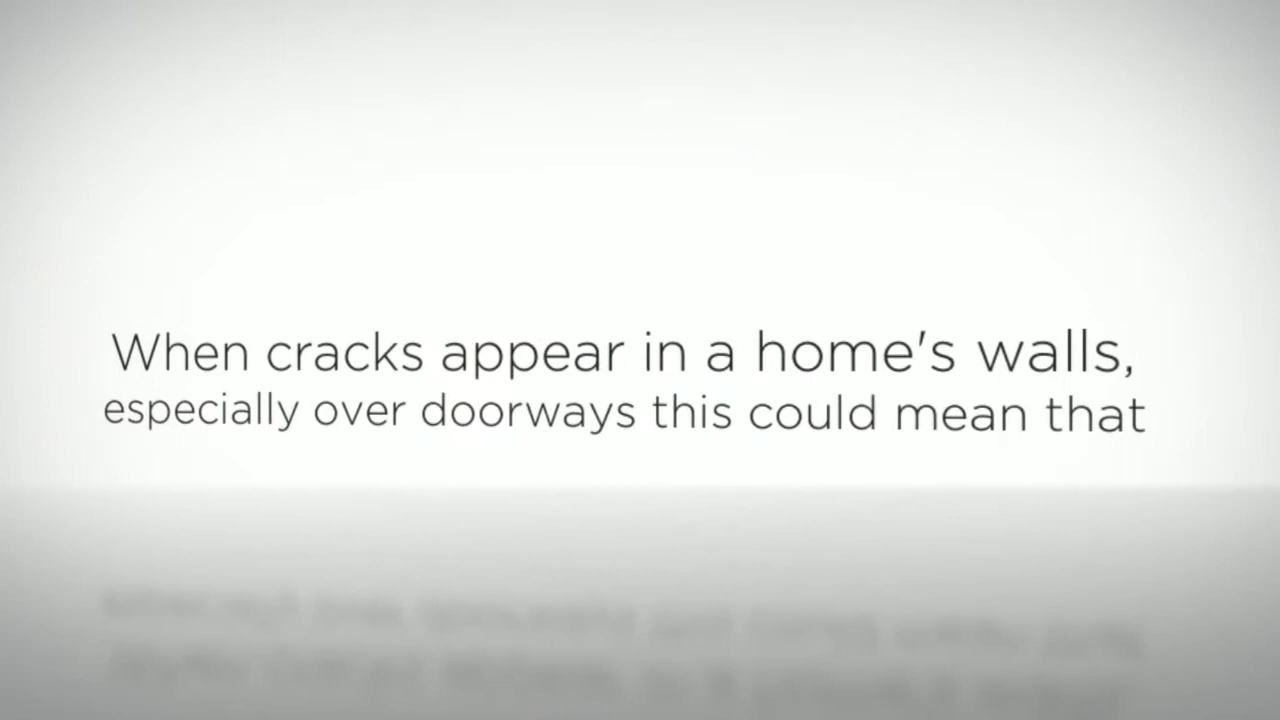 When cracks appear in a home's walls,
especially over doorways this could mean that